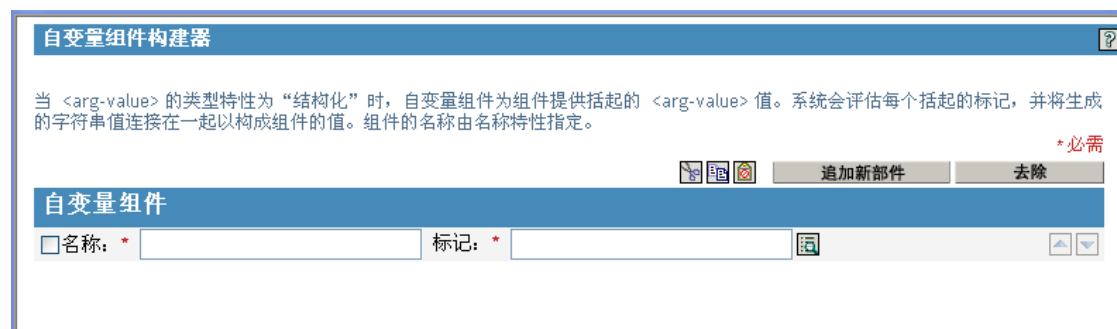 自变量组件构建器
当 <arg-value> 的类型特性为“结构化”时，自变量组件为组件提供括起的 <arg-value> 值。系统会评估每个括起的标记，并将生成
的字符串值连接在一起以构成组件的值。组件的名称由名称特性指定。
*必需
追加新部件 去除
自变量组件
名称：* 标记：*